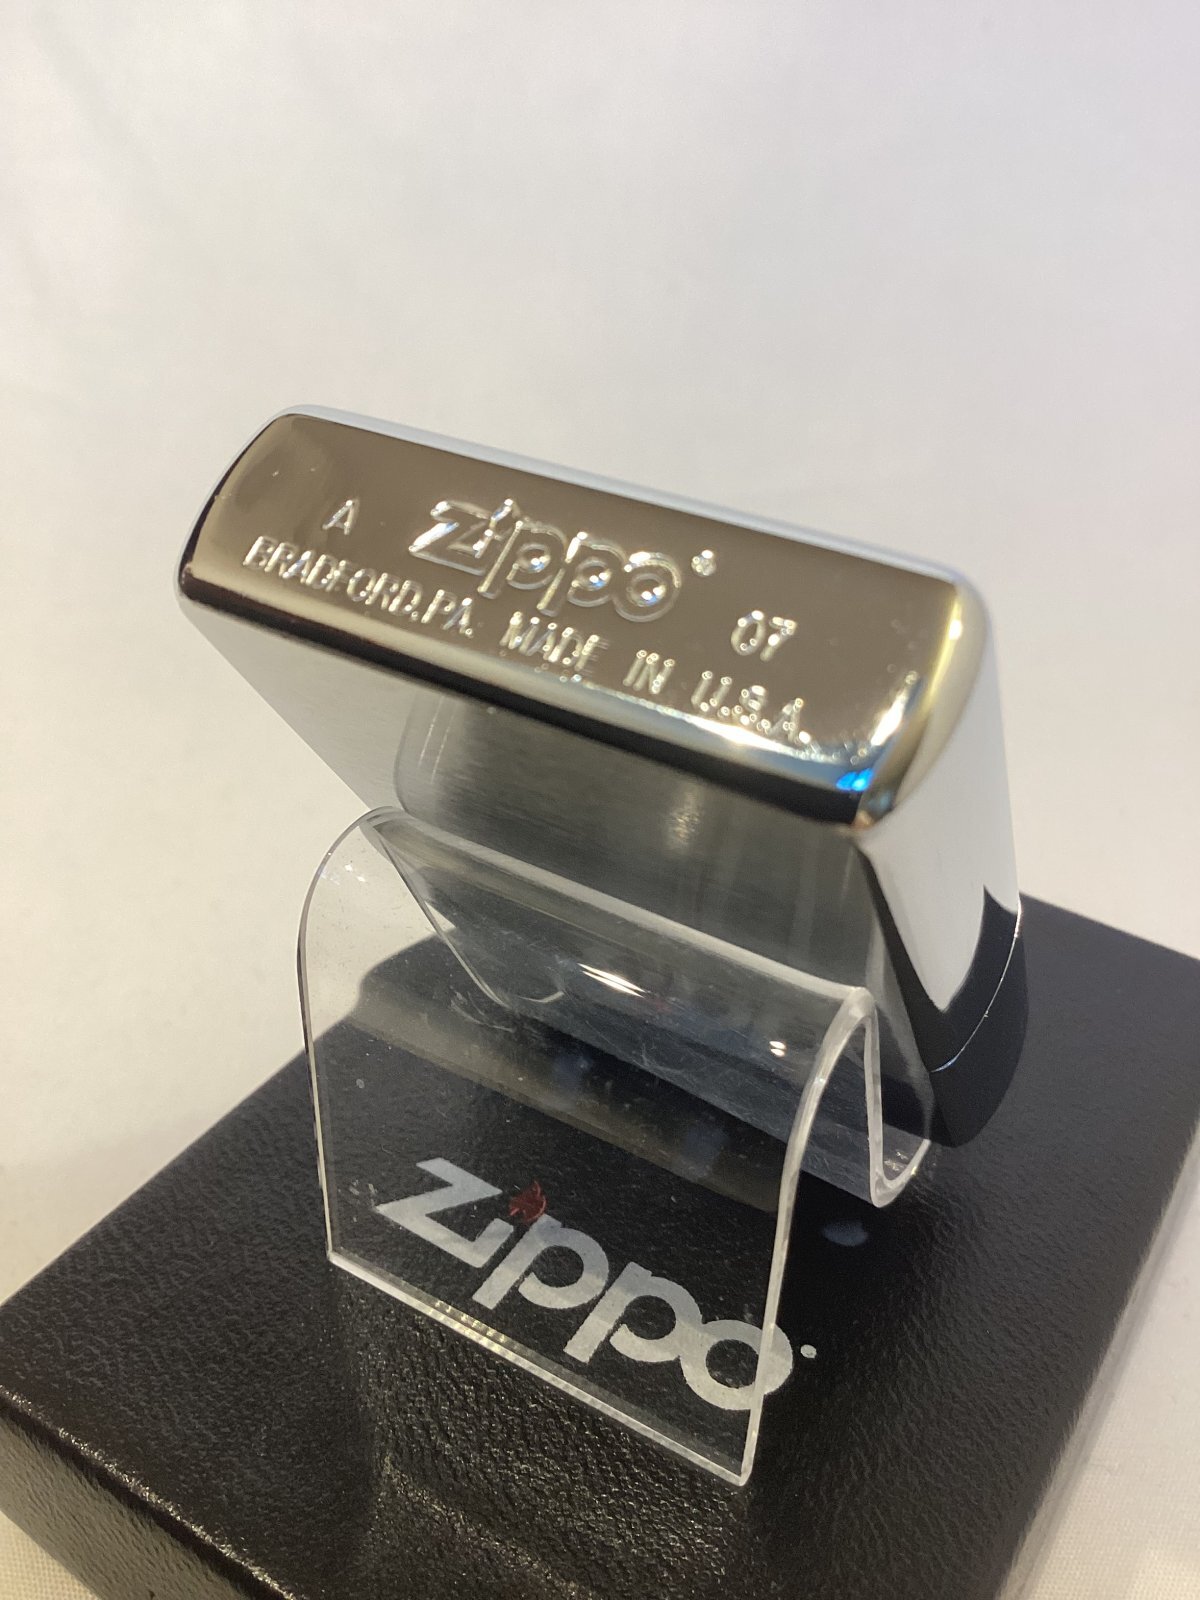 A zippo® 07
BRADFORD,PA. MADE IN U.S.A.
zippo